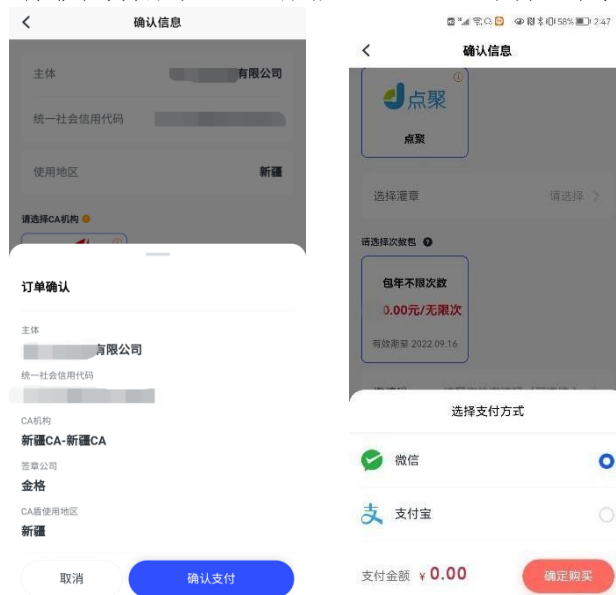 确认信息
主体
有限公司
统一社会信用代码
使用地区
新疆
请选择CA机构
订单确认
主体
有限公司
统一社会信用代码
CA机构
新疆CA-新疆CA
签章公司
金格
CA盾使用地区
新疆
取消
确认支付
58%
2:47
确认信息
点聚
点聚
选择灌章
请选择
请选择次数包
包年不限次数
0.00元/无限次
有效期至 2022.09.16
选择支付方式
微信
支付宝
支付金额 ¥ 0.00
确定购买